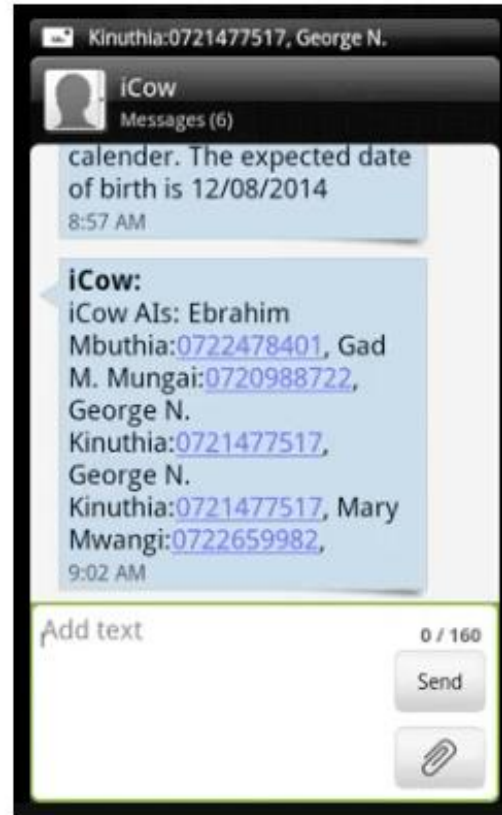 Kinuthia:0721477517, George N.
iCow
Messages (6)
calender. The expected date
of birth is 12/08/2014
8:57 AM
iCow:
iCow AIs: Ebrahim
Mbuthia:0722478401, Gad
M. Mungai:0720988722,
George N.
Kinuthia:0721477517,
George N.
Kinuthia:0721477517, Mary
Mwangi:0722659982,
9:02 AM
Add text
0 / 160
Send